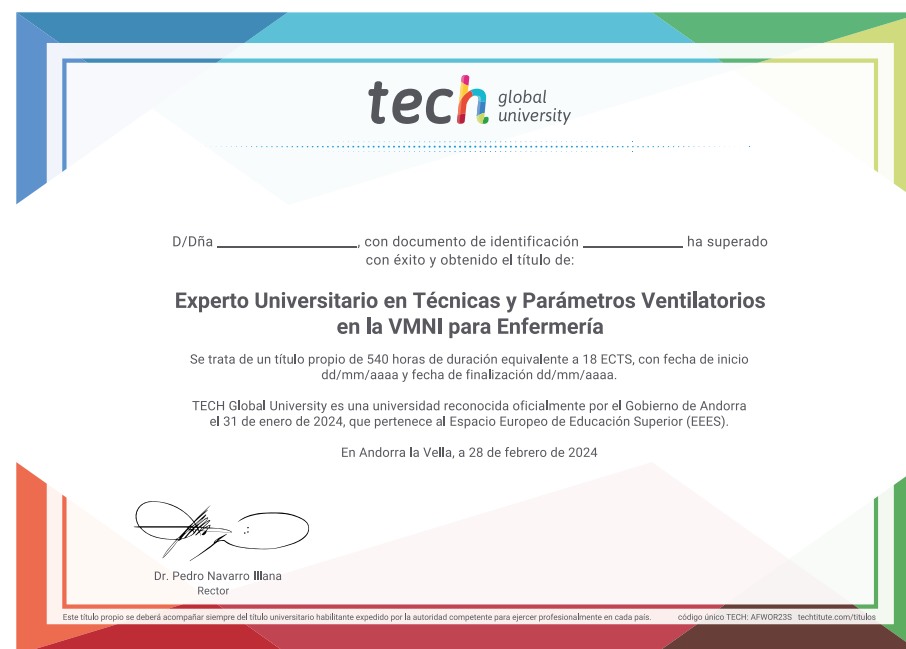 tech global
university
D/Dña ____________________, con documento de identificación ______________ ha superado
con éxito y obtenido el título de:
Experto Universitario en Técnicas y Parámetros Ventilatorios
en la VMNI para Enfermería
Se trata de un título propio de 540 horas de duración equivalente a 18 ECTS, con fecha de inicio
dd/mm/aaaa y fecha de finalización dd/mm/aaaa.
TECH Global University es una universidad reconocida oficialmente por el Gobierno de Andorra
el 31 de enero de 2024, que pertenece al Espacio Europeo de Educación Superior (EEES).
En Andorra la Vella, a 28 de febrero de 2024
Dr. Pedro Navarro Illana
Rector
Este título propio se deberá acompañar siempre del título universitario habilitante expedido por la autoridad competente para ejercer profesionalmente en cada país. código único TECH: AFWOR23S techtitute.com/titulos